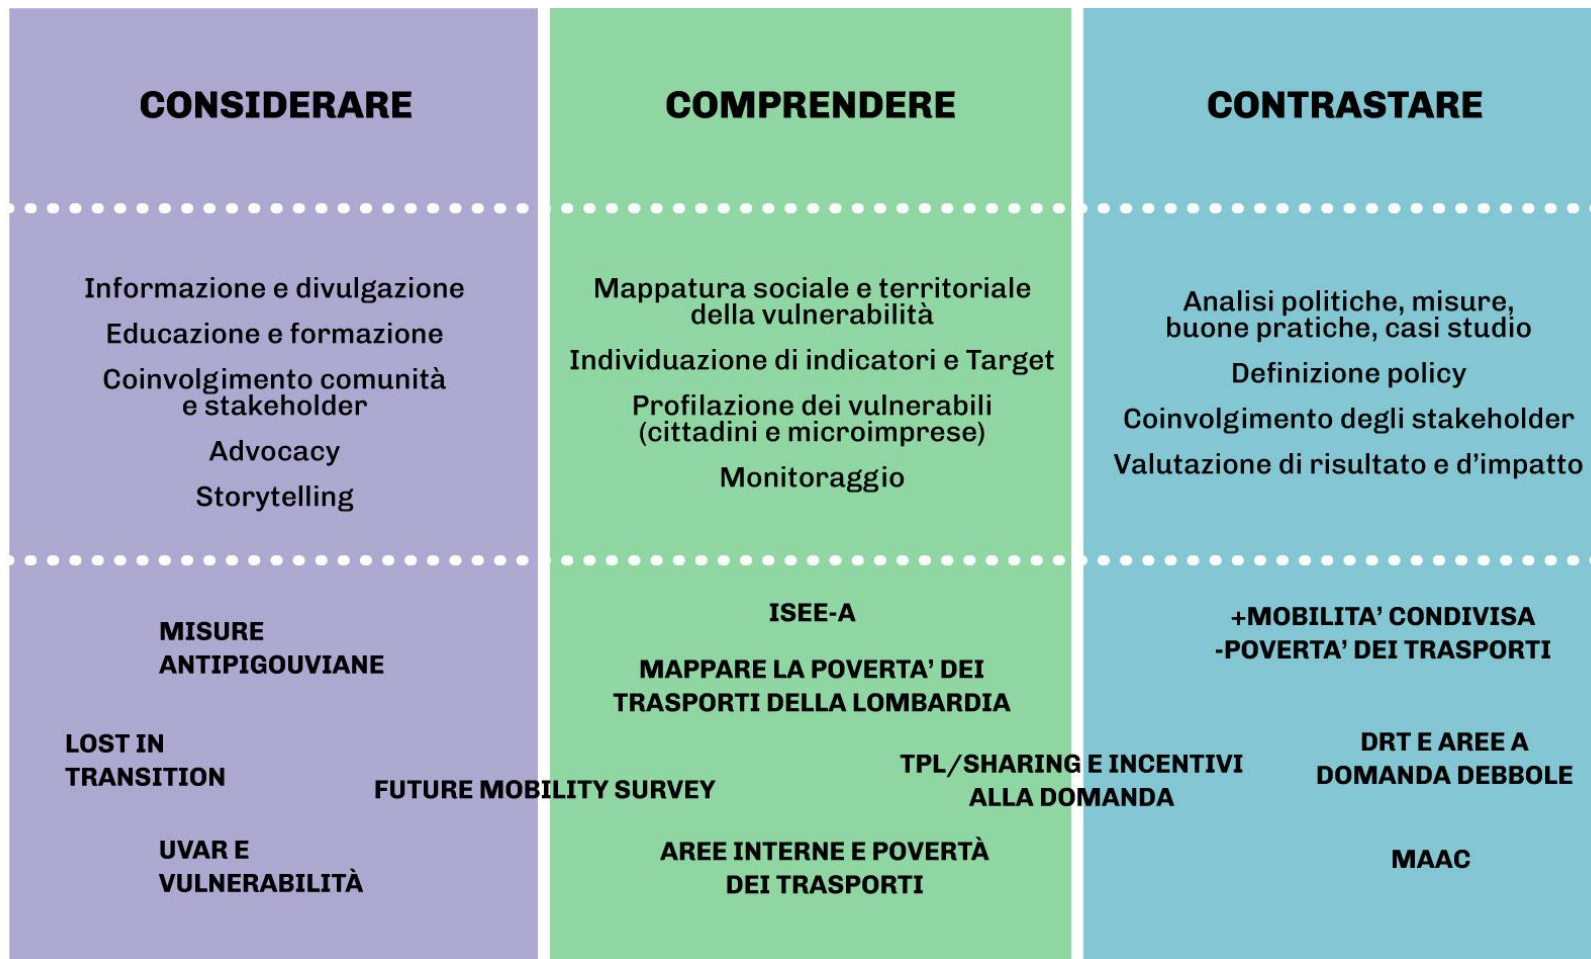 CONSIDERARE
Informazione e divulgazione
Educazione e formazione
Coinvolgimento comunità
e stakeholder
Advocacy
Storytelling
MISURE
ANTIPIGOUVIANE
LOST IN
TRANSITION
FUTURE MOBILITY SURVEY
UVAR E
VULNERABILITÀ
COMPRENDERE
Mappatura sociale e territoriale
della vulnerabilità
Individuazione di indicatori e Target
Profilazione dei vulnerabili
(cittadini e microimprese)
Monitoraggio
ISEE-A
MAPPARE LA POVERTA’ DEI
TRASPORTI DELLA LOMBARDIA
TPL/SHARING E INCENTIVI
ALLA DOMANDA
AREE INTERNE E POVERTÀ
DEI TRASPORTI
CONTRASTARE
Analisi politiche, misure,
buone pratiche, casi studio
Definizione policy
Coinvolgimento degli stakeholder
Valutazione di risultato e d’impatto
+MOBILITA’ CONDIVISA
-POVERTA’ DEI TRASPORTI
DRT E AREE A
DOMANDA DEBBOLE
MAAC